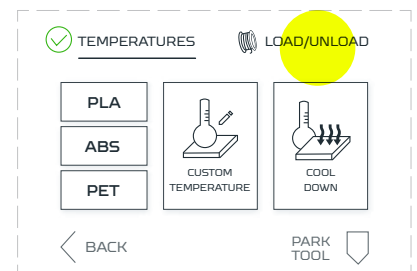 TEMPERATURES
LOAD/UNLOAD
PLA
ABS
PET
CUSTOM
TEMPERATURE
COOL
DOWN
BACK
PARK
TOOL